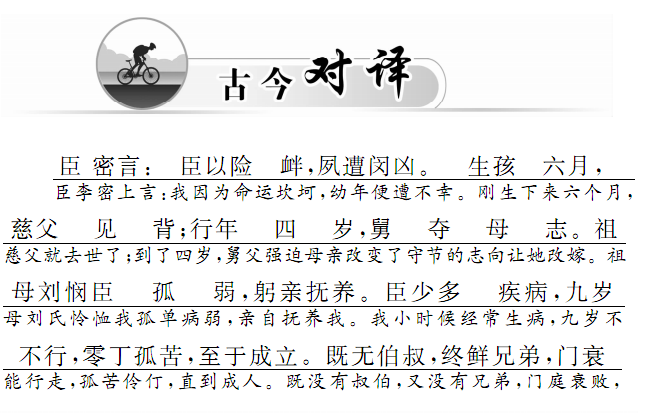 古今对译
臣密言：臣以险衅，夙遭闵凶。生孩六月，
臣李密上言：我因为命运坎坷，幼年便遭不幸。刚生下来六个月，
慈父见背；行年四岁，舅夺母志。祖
慈父就去世了；到了四岁，舅父强迫母亲改变了守节的志向让她改嫁。祖
母刘悯臣孤弱，躬亲抚养。臣少多疾病，九岁
母刘氏怜恤我孤单病弱，亲自抚养我。我小时候经常生病，九岁不
不行，零丁孤苦，至于成立。既无伯叔，终鲜兄弟，门衰
能行走，孤苦伶仃，直到成人。既没有叔伯，又没有兄弟，门庭衰败，